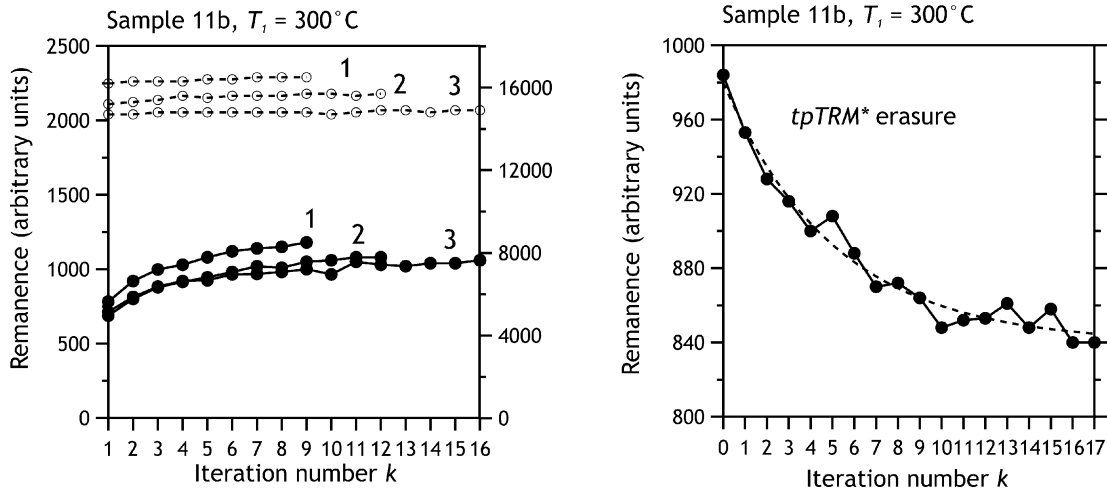 Sample 11b, T₁ = 300°C
2500
2000
1500
1000
500
0
16000
12000
8000
4000
0
Remanence (arbitrary units)
1
2
3
1
2
3
1 2 3 4 5 6 7 8 9 10 11 12 13 14 15 16
Iteration number k
Sample 11b, T₁ = 300°C
1000
960
920
880
840
800
Remanence (arbitrary units)
tpTRM* erasure
0 1 2 3 4 5 6 7 8 9 10 11 12 13 14 15 16 17
Iteration number k